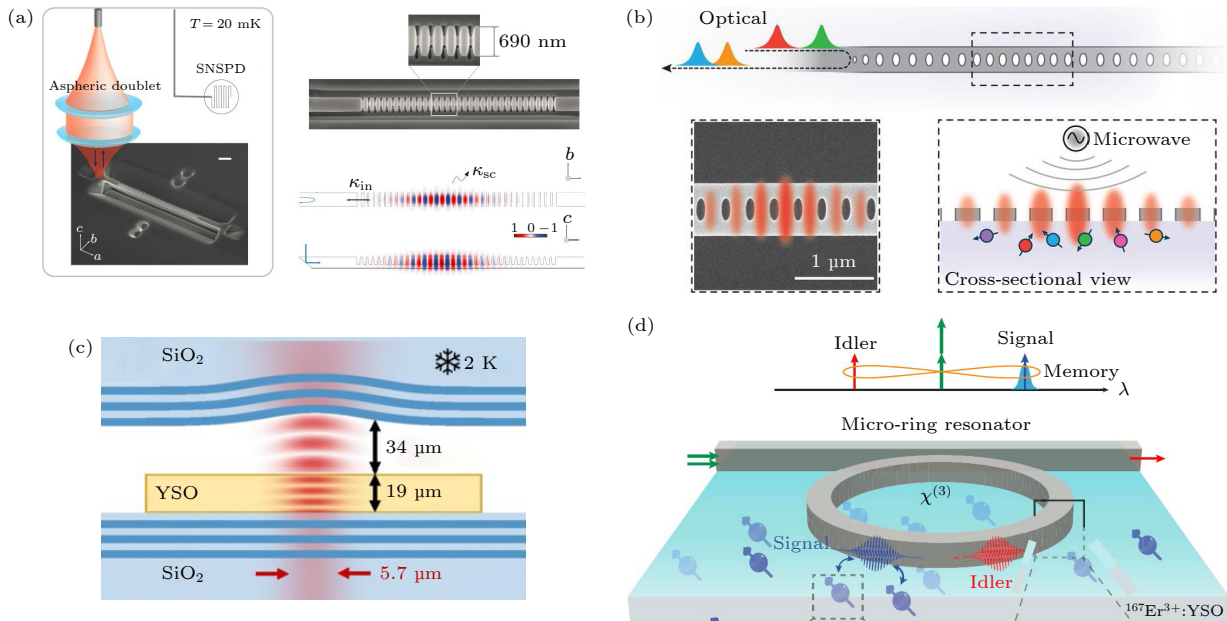 (a)
T = 20 mK
SNSPD
Aspheric doublet
c
b
a
690 nm
κin
κsc
b
c
1 0 −1
(b)
Optical
Microwave
1 µm
Cross-sectional view
(c)
SiO2
2 K
34 µm
YSO
19 µm
SiO2
5.7 µm
(d)
Idler
Signal
Memory
λ
Micro-ring resonator
χ(3)
Signal
Idler
167Er3+:YSO